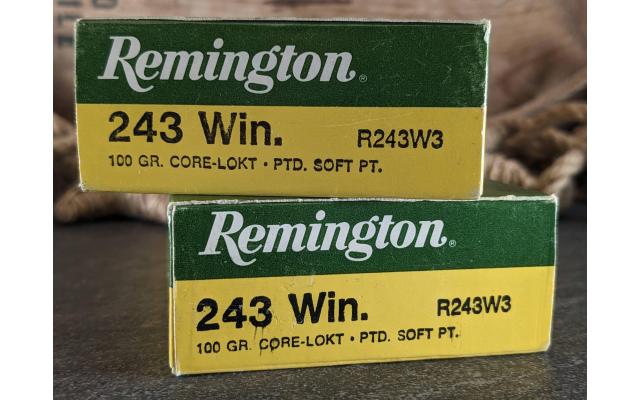 Remington®
243 Win. R243W3
100 GR. CORE-LOKT • PTD. SOFT PT.
Remington®
243 Win. R243W3
100 GR. CORE-LOKT • PTD. SOFT PT.